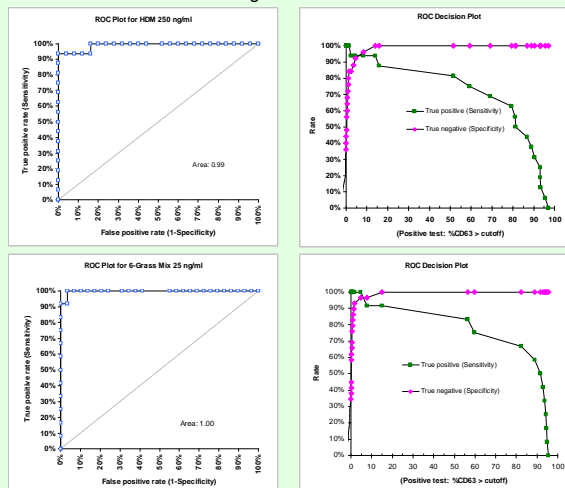 ROC Plot for HDM 250 ng/ml
True positive rate (Sensitivity)
100%
90%
80%
70%
60%
50%
40%
30%
20%
10%
0%
Area: 0.99
0% 10% 20% 30% 40% 50% 60% 70% 80% 90% 100%
False positive rate (1-Specificity)
ROC Decision Plot
Rate
100%
90%
80%
70%
60%
50%
40%
30%
20%
10%
0%
True positive (Sensitivity)
True negative (Specificity)
0 10 20 30 40 50 60 70 80 90 100
(Positive test: %CD63 > cutoff)
ROC Plot for 6-Grass Mix 25 ng/ml
True positive rate (Sensitivity)
100%
90%
80%
70%
60%
50%
40%
30%
20%
10%
0%
Area: 1.00
0% 10% 20% 30% 40% 50% 60% 70% 80% 90% 100%
False positive rate (1-Specificity)
ROC Decision Plot
Rate
100%
90%
80%
70%
60%
50%
40%
30%
20%
10%
0%
True positive (Sensitivity)
True negative (Specificity)
0 10 20 30 40 50 60 70 80 90 100
(Positive test: %CD63 > cutoff)